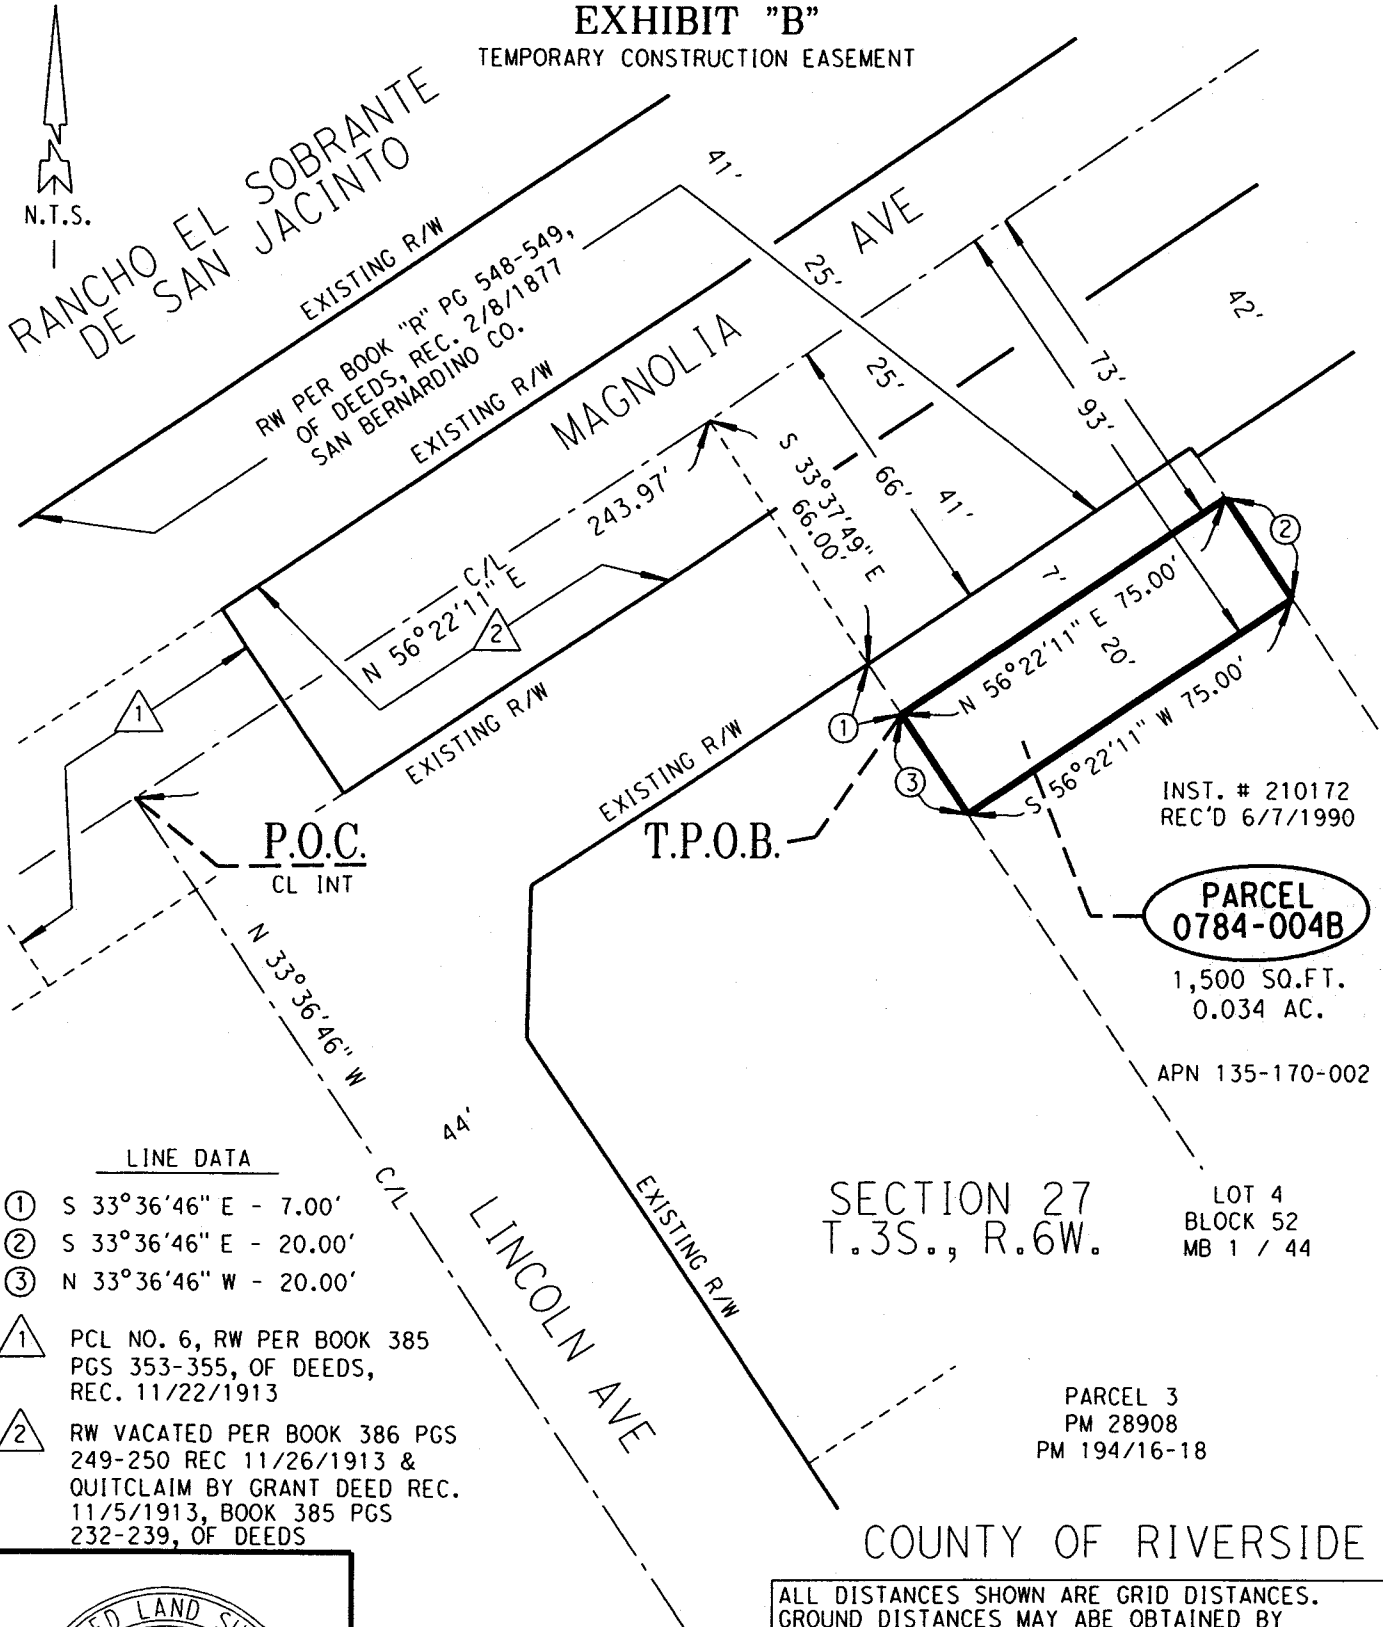 EXHIBIT "B"
TEMPORARY CONSTRUCTION EASEMENT
N
N.T.S.
RANCHO EL SOBRANTE
DE SAN JACINTO
EXISTING R/W
RW PER BOOK "R" PG 548-549,
OF DEEDS, REC. 2/8/1877
SAN BERNARDINO CO.
EXISTING R/W
MAGNOLIA AVE
41'
25'
25'
42'
73'
93'
66'
41'
S 33°37'49" E
66.00'
243.97'
C/L
N 56°22'11" E
2
1
EXISTING R/W
7'
N 56°22'11" E 75.00'
20'
S 56°22'11" W 75.00'
2
1
3
EXISTING R/W
P.O.C.
CL INT
T.P.O.B.
INST. # 210172
REC'D 6/7/1990
PARCEL
0784-004B
1,500 SQ.FT.
0.034 AC.
APN 135-170-002
N 33°36'46" W
44'
C/L
LINCOLN AVE
EXISTING R/W
SECTION 27
T.3S., R.6W.
LOT 4
BLOCK 52
MB 1 / 44
LINE DATA
1 S 33°36'46" E - 7.00'
2 S 33°36'46" E - 20.00'
3 N 33°36'46" W - 20.00'
1 PCL NO. 6, RW PER BOOK 385
PGS 353-355, OF DEEDS,
REC. 11/22/1913
2 RW VACATED PER BOOK 386 PGS
249-250 REC 11/26/1913 &
QUITCLAIM BY GRANT DEED REC.
11/5/1913, BOOK 385 PGS
232-239, OF DEEDS
PARCEL 3
PM 28908
PM 194/16-18
COUNTY OF RIVERSIDE
ALL DISTANCES SHOWN ARE GRID DISTANCES.
GROUND DISTANCES MAY ABE OBTAINED BY
LAND